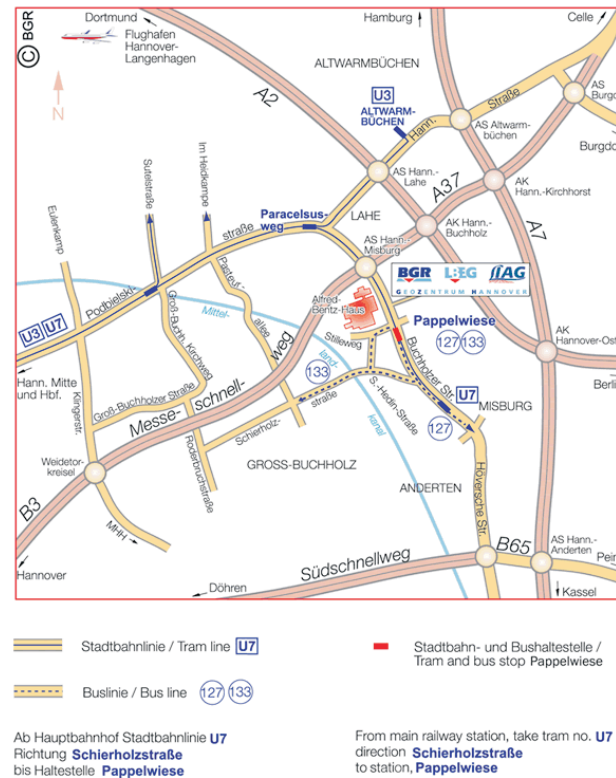 © BGR
Dortmund
Flughafen
Hannover-
Langenhagen
Hamburg
Celle
ALTWARMBÜCHEN
N
A2
U3
ALTWARM-
BÜCHEN
Hann.
Straße
AS Altwarm-
büchen
AS
Burgd
Burgdo
Im Heidkampe
Sutelstraße
Eulenkamp
AS Hann.-
Lahe
A37
AK
Hann.-Kirchhorst
Paracelsus-
weg
LAHE
straße
AK Hann.-
Buchholz
A7
AS Hann.-
Misburg
Podbielski-
Pasteur-
allee
Mittel-
land-
kanal
BGR LBEG LIAG
GEOZENTRUM HANNOVER
Alfred-
Bentz-Haus
Pappelwiese
127 133
Stilleweg
U3 U7
Groß-Buchh. Kirchweg
weg
133
Buchholzer Str.
AK
Hannover-Ost
Berli
Hann. Mitte
und Hbf.
Klingerstr.
Groß-Buchholzer Straße
Messe-
schnell-
straße
S.-Hedin-Straße
U7
MISBURG
127
Schierholz-
Roderbruchstraße
Weidetor-
kreisel
GROSS-BUCHHOLZ
ANDERTEN
Höversche Str.
B3
MHH
B65
AS Hann.-
Anderten
Pein
Südschnellweg
Hannover
Döhren
Kassel
Stadtbahnlinie / Tram line U7
Stadtbahn- und Bushaltestelle /
Tram and bus stop Pappelwiese
Buslinie / Bus line 127 133
Ab Hauptbahnhof Stadtbahnlinie U7
Richtung Schierholzstraße
bis Haltestelle Pappelwiese
From main railway station, take tram no. U7
direction Schierholzstraße
to station, Pappelwiese